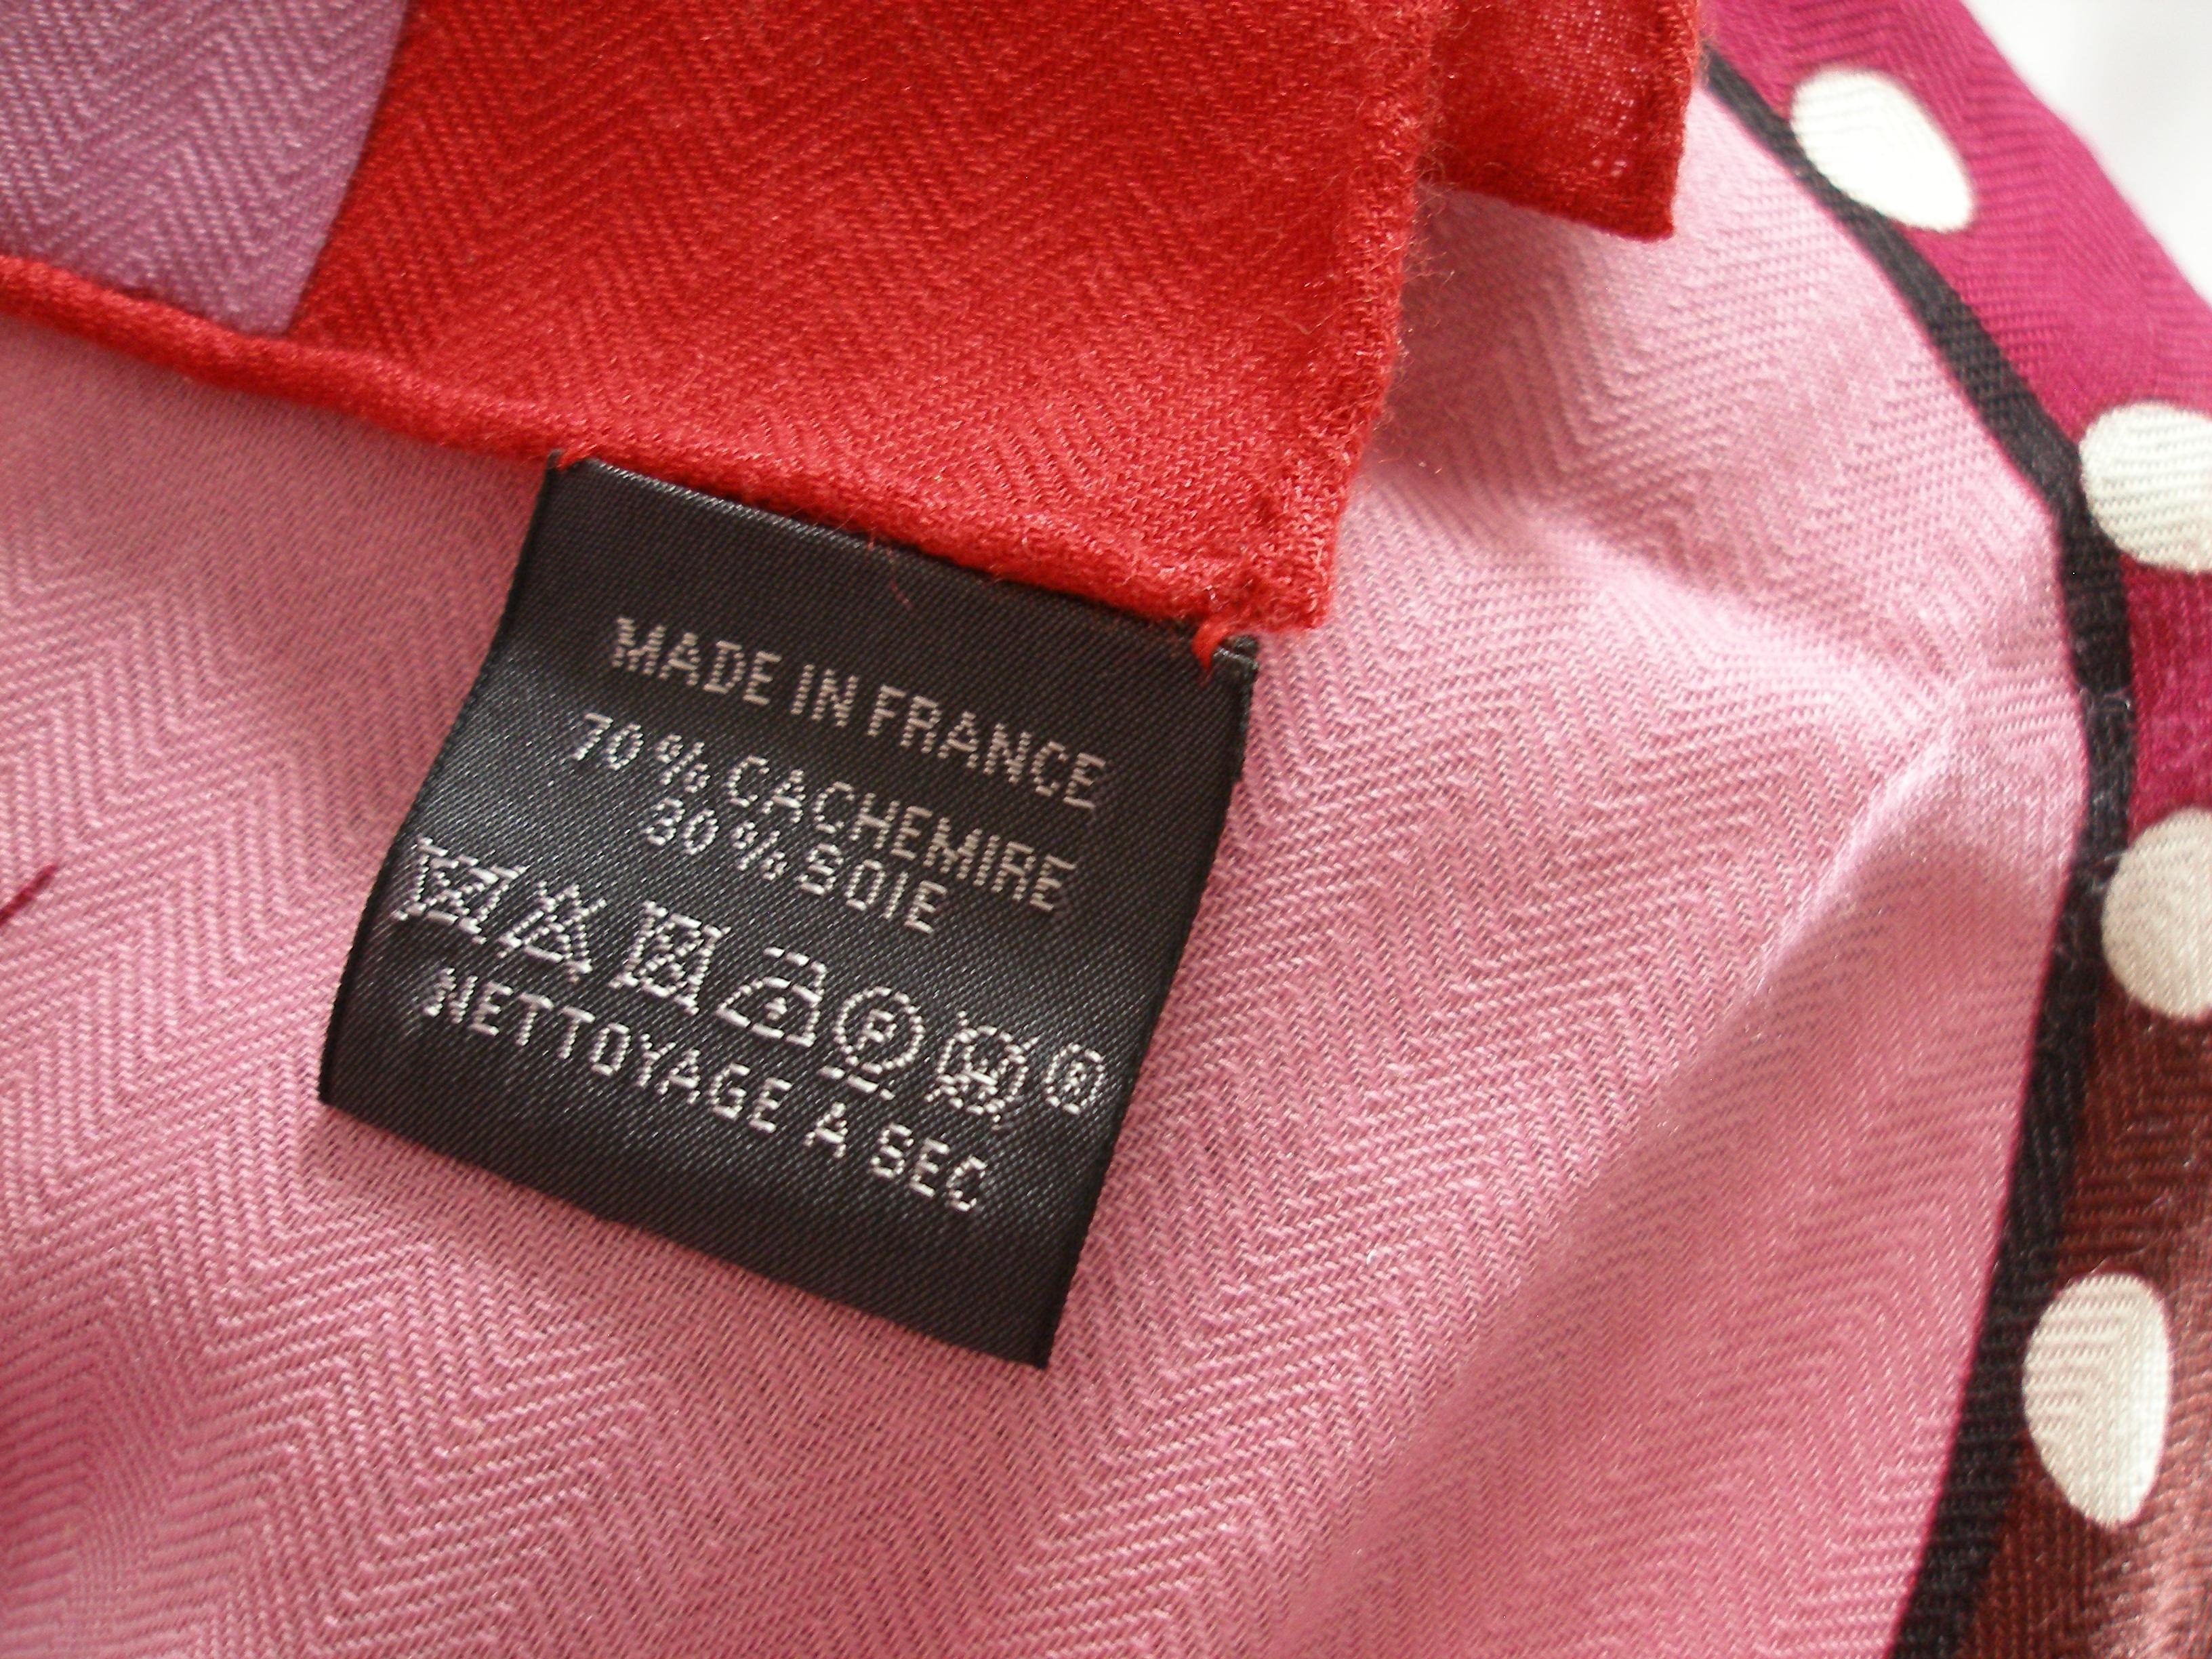 MADE IN FRANCE
70% CACHEMIRE
30% SOIE
P W ®
NETTOYAGE A SEC